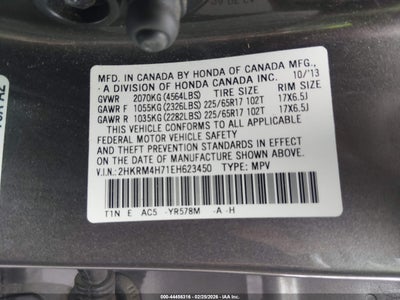 MFD. IN CANADA BY HONDA OF CANADA MFG.,
A DIVISION OF HONDA CANADA INC. 10/'13
GVWR 2070KG (4564LBS) TIRE SIZE RIM SIZE
GAWR F 1055KG (2326LBS) 225/65R17 102T 17X6.5J
GAWR R 1035KG (2282LBS) 225/65R17 102T 17X6.5J
THIS VEHICLE CONFORMS TO ALL APPLICABLE
FEDERAL MOTOR VEHICLE SAFETY
AND THEFT PREVENTION STANDARDS IN
EFFECT ON THE DATE OF MANUFACTURE
SHOWN ABOVE.
V.I.N.: 2HKRM4H71EH623450 TYPE: MPV
T1N E AC5 -YR578M -A -H
000-44458316 - 02/25/2026 - IAA Inc.